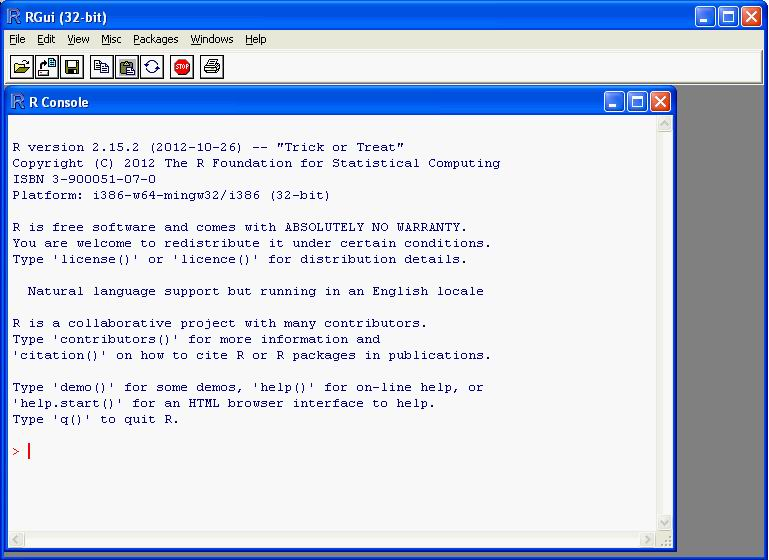 RGui (32-bit)
File Edit View Misc Packages Windows Help
STOP
R Console
R version 2.15.2 (2012-10-26) -- "Trick or Treat"
Copyright (C) 2012 The R Foundation for Statistical Computing
ISBN 3-900051-07-0
Platform: i386-w64-mingw32/i386 (32-bit)
R is free software and comes with ABSOLUTELY NO WARRANTY.
You are welcome to redistribute it under certain conditions.
Type 'license()' or 'licence()' for distribution details.
Natural language support but running in an English locale
R is a collaborative project with many contributors.
Type 'contributors()' for more information and
'citation()' on how to cite R or R packages in publications.
Type 'demo()' for some demos, 'help()' for on-line help, or
'help.start()' for an HTML browser interface to help.
Type 'q()' to quit R.
>